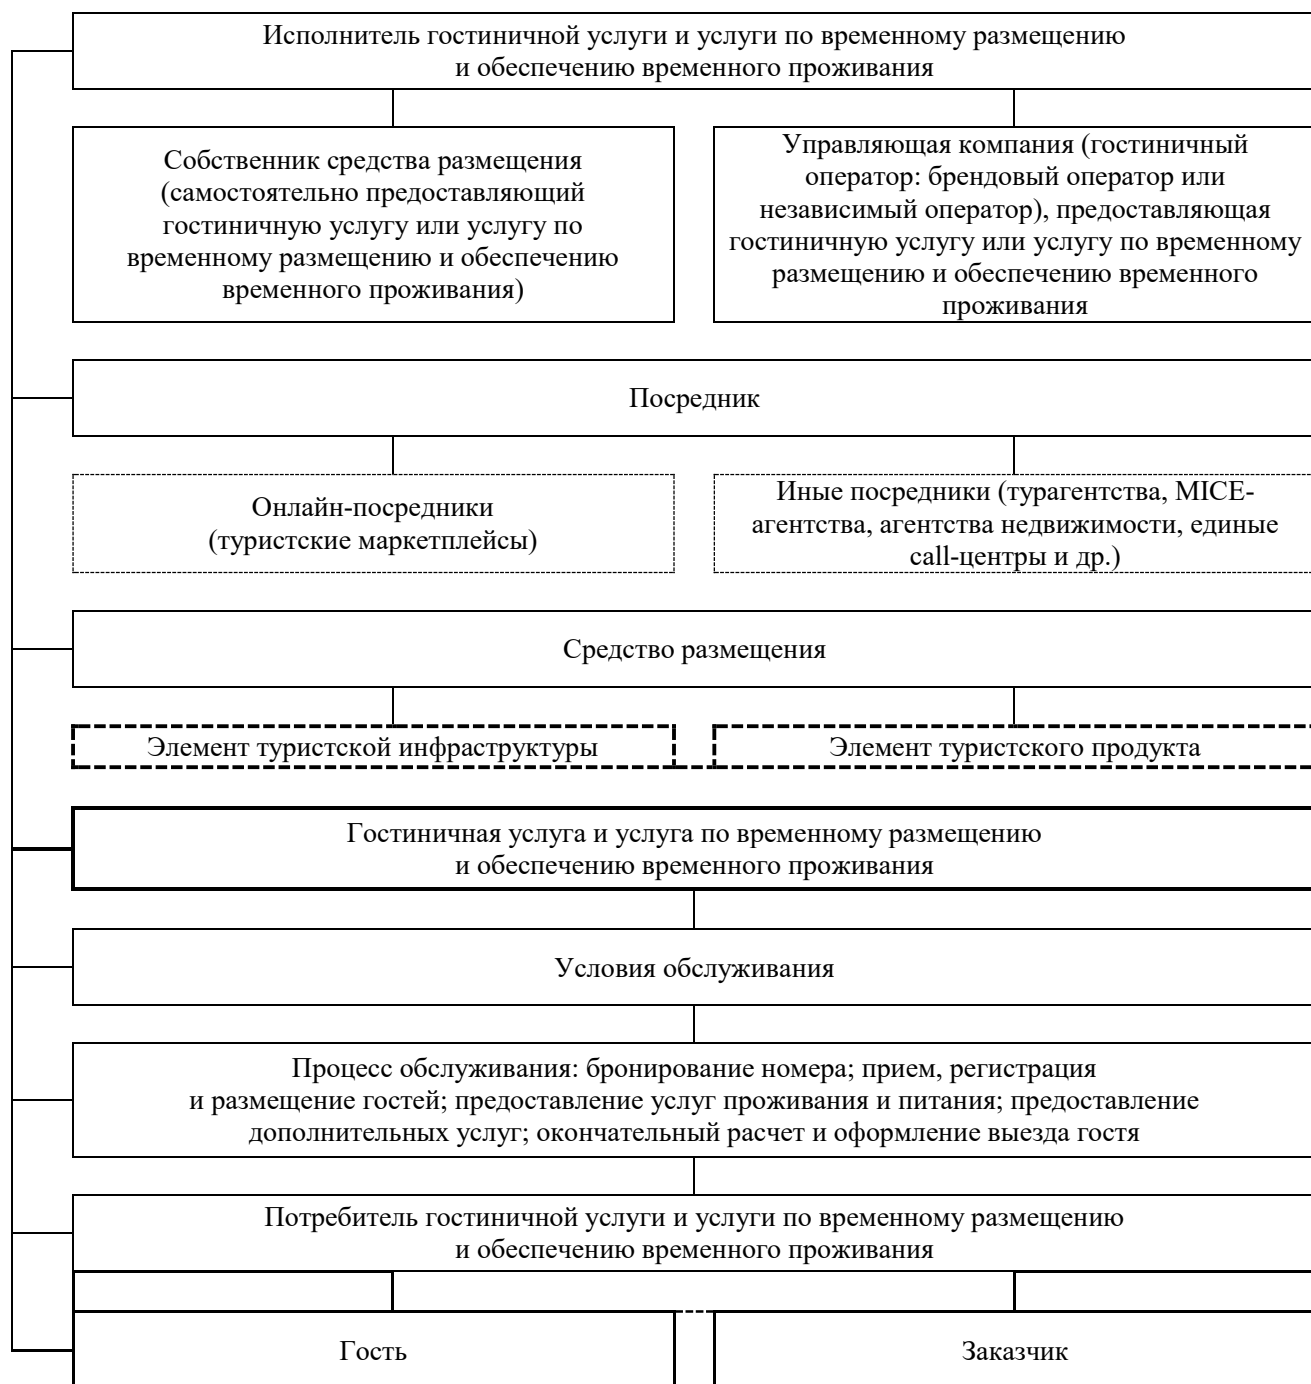 Исполнитель гостиничной услуги и услуги по временному размещению
и обеспечению временного проживания
Собственник средства размещения
(самостоятельно предоставляющий
гостиничную услугу или услугу по
временному размещению и обеспечению
временного проживания)
Управляющая компания (гостиничный
оператор: брендовый оператор или
независимый оператор), предоставляющая
гостиничную услугу или услугу по временному
размещению и обеспечению временного
проживания
Посредник
Онлайн-посредники
(туристские маркетплейсы)
Иные посредники (турагентства, MICE-
агентства, агентства недвижимости, единые
call-центры и др.)
Средство размещения
Элемент туристской инфраструктуры
Элемент туристского продукта
Гостиничная услуга и услуга по временному размещению
и обеспечению временного проживания
Условия обслуживания
Процесс обслуживания: бронирование номера; прием, регистрация
и размещение гостей; предоставление услуг проживания и питания; предоставление
дополнительных услуг; окончательный расчет и оформление выезда гостя
Потребитель гостиничной услуги и услуги по временному размещению
и обеспечению временного проживания
Гость
Заказчик